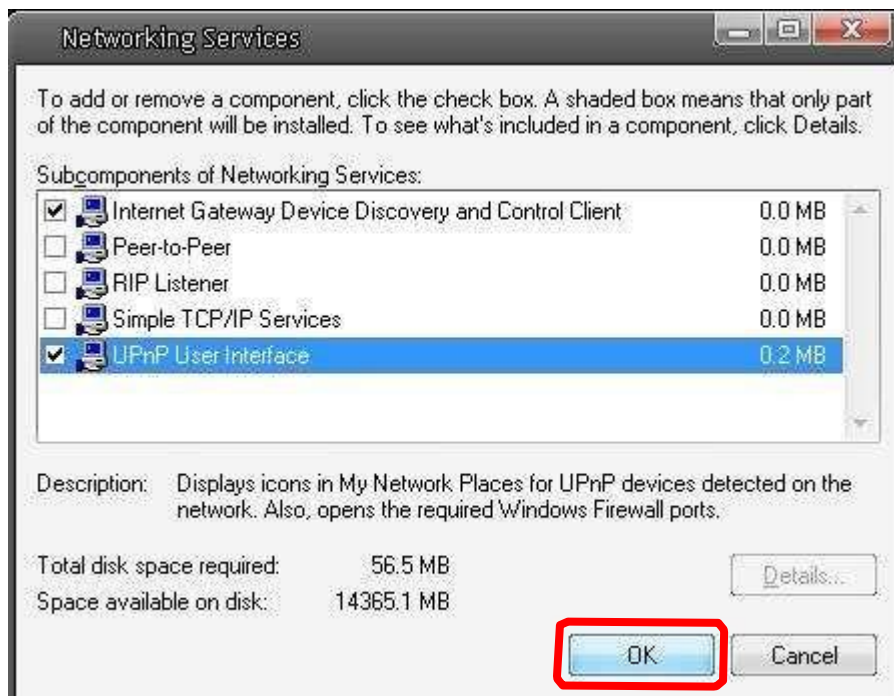 Networking Services
To add or remove a component, click the check box. A shaded box means that only part
of the component will be installed. To see what's included in a component, click Details.
Subcomponents of Networking Services:
Internet Gateway Device Discovery and Control Client 0.0 MB
Peer-to-Peer 0.0 MB
RIP Listener 0.0 MB
Simple TCP/IP Services 0.0 MB
UPnP User Interface 0.2 MB
Description: Displays icons in My Network Places for UPnP devices detected on the
network. Also, opens the required Windows Firewall ports.
Total disk space required: 56.5 MB
Space available on disk: 14365.1 MB
Details...
OK Cancel